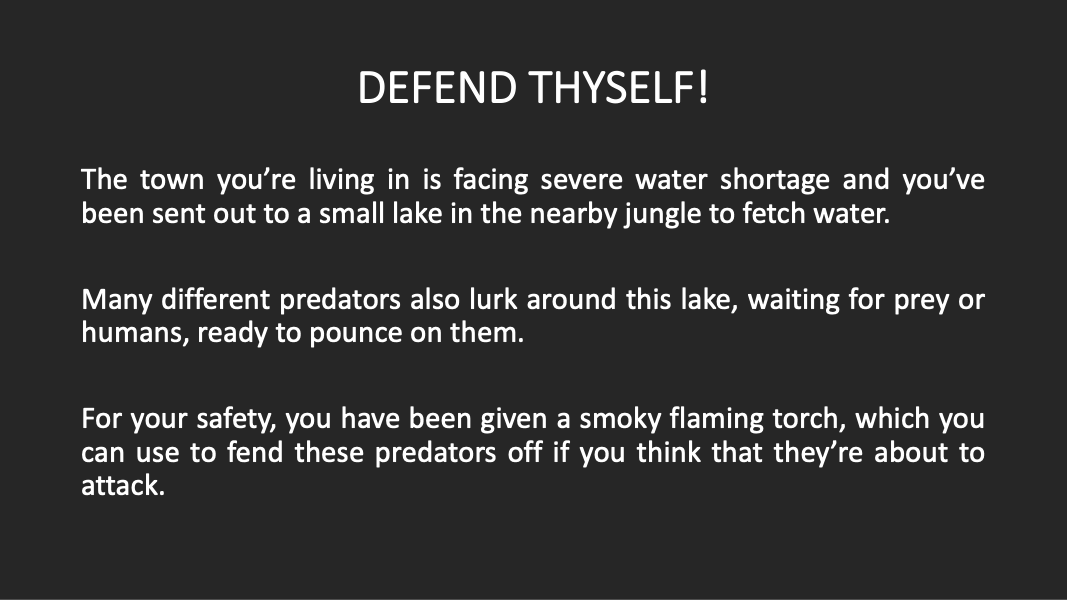 DEFEND THYSELF!
The town you’re living in is facing severe water shortage and you’ve
been sent out to a small lake in the nearby jungle to fetch water.
Many different predators also lurk around this lake, waiting for prey or
humans, ready to pounce on them.
For your safety, you have been given a smoky flaming torch, which you
can use to fend these predators off if you think that they’re about to
attack.